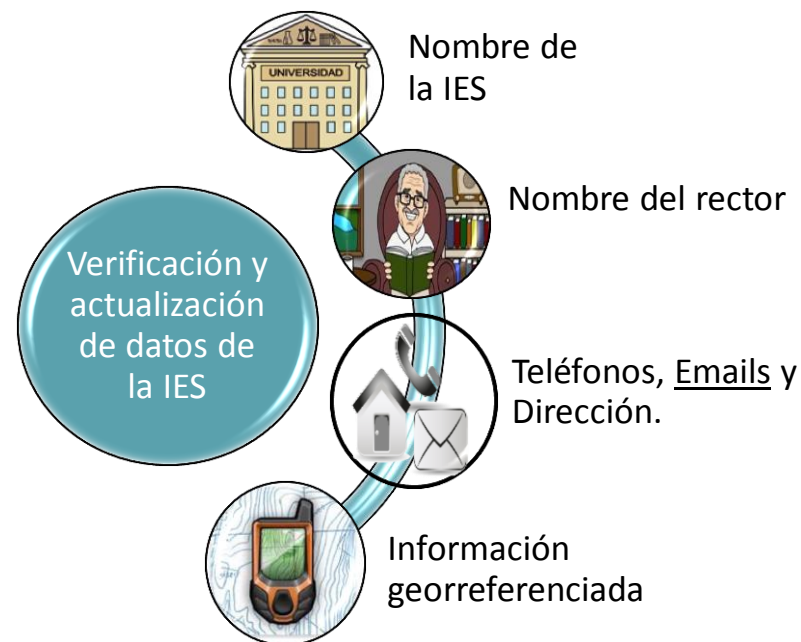 UNIVERSIDAD
Nombre de
la IES
Nombre del rector
Verificación y
actualización
de datos de
la IES
Teléfonos, Emails y
Dirección.
Información
georreferenciada